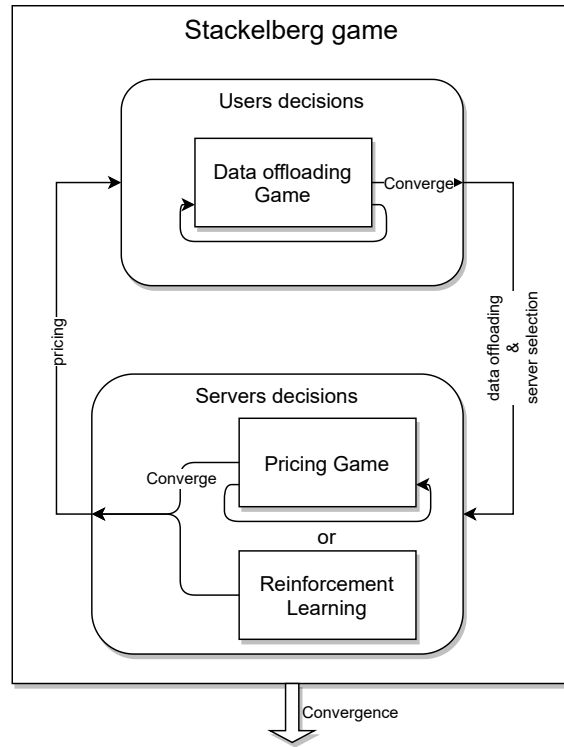 Stackelberg game
Users decisions
Data offloading
Game
Converge
pricing
data offloading
&
server selection
Servers decisions
Pricing Game
Converge
or
Reinforcement
Learning
Convergence